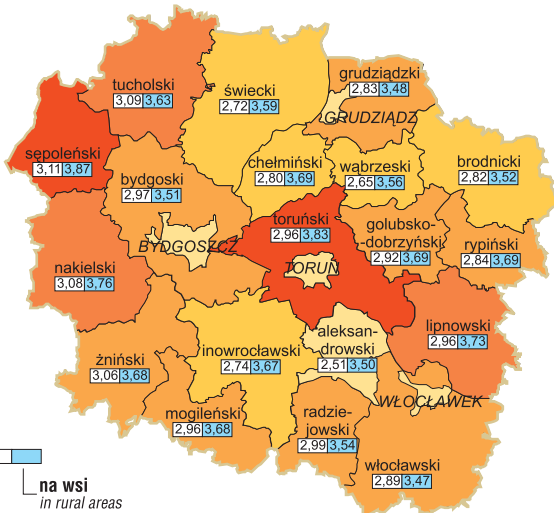 tucholski
3,09 3,63
świecki
2,72 3,59
grudziądzki
2,83 3,48
GRUDZIĄDZ
sępoleński
3,11 3,87
bydgoski
2,97 3,51
chełmiński
2,80 3,69
wąbrzeski
2,65 3,56
brodnicki
2,82 3,52
toruński
2,96 3,83
golubsko-
-dobrzyński
2,92 3,69
rypiński
2,84 3,69
BYDGOSZCZ
TORUŃ
nakielski
3,08 3,76
lipnowski
2,96 3,73
aleksan-
drowski
2,51 3,50
inowrocławski
2,74 3,67
żniński
3,06 3,68
WŁOCŁAWEK
mogileński
2,96 3,68
radzie-
jowski
2,99 3,54
włocławski
2,89 3,47
na wsi
in rural areas